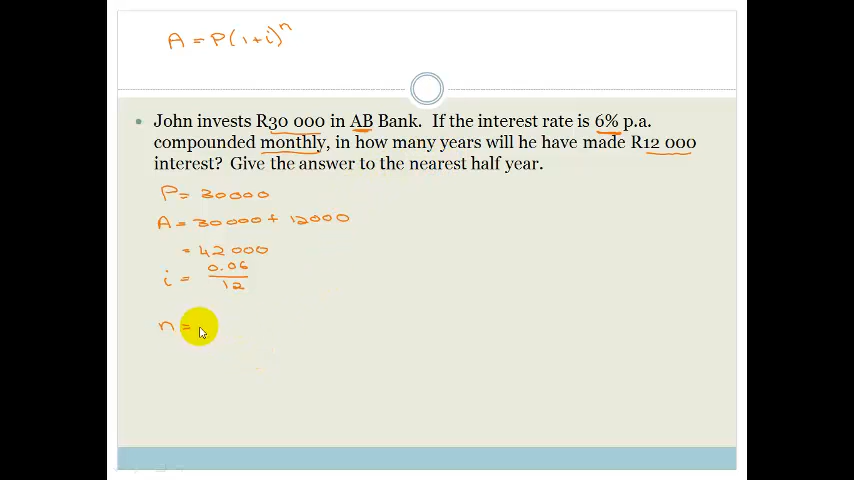 A = P(1+i)^n
John invests R30 000 in AB Bank. If the interest rate is 6% p.a.
compounded monthly, in how many years will he have made R12 000
interest? Give the answer to the nearest half year.
P = 30000
A = 30000 + 12000
= 42 000
i = 0.06/12
n =